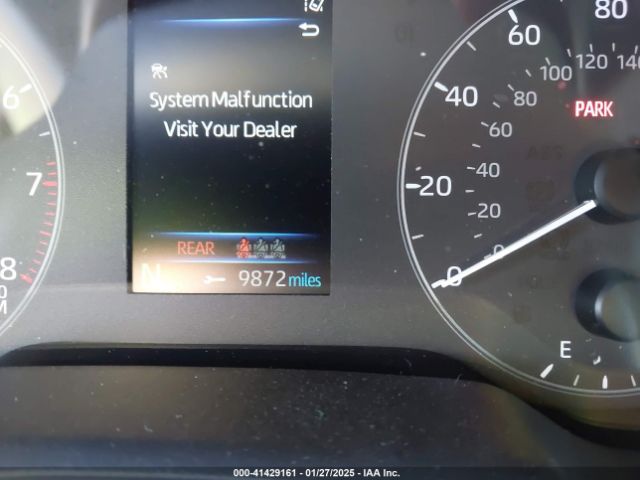 System Malfunction
Visit Your Dealer
REAR
N
9872 miles
6
7
8
80
60
40
20
0
140
120
100
80
60
40
20
0
PARK
E
000-41429161 - 01/27/2025 - IAA Inc.